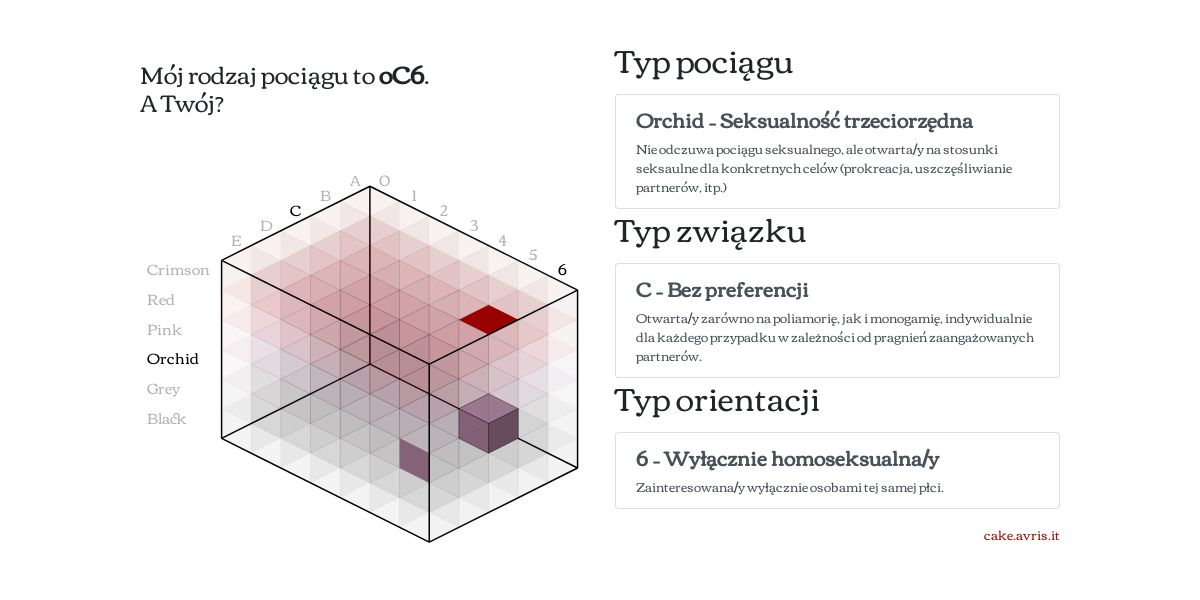 Mój rodzaj pociągu to oC6.
A Twój?
A
O
B
1
C
2
D
3
E
4
5
6
Crimson
Red
Pink
Orchid
Grey
Black
Typ pociągu
Orchid – Seksualność trzeciorzędna
Nie odczuwa pociągu seksualnego, ale otwarta/y na stosunki
seksaulne dla konkretnych celów (prokreacja, uszczęśliwianie
partnerów, itp.)
Typ związku
C – Bez preferencji
Otwarta/y zarówno na poliamorię, jak i monogamię, indywidualnie
dla każdego przypadku w zależności od pragnień zaangażowanych
partnerów.
Typ orientacji
6 – Wyłącznie homoseksualna/y
Zainteresowana/y wyłącznie osobami tej samej płci.
cake.avris.it